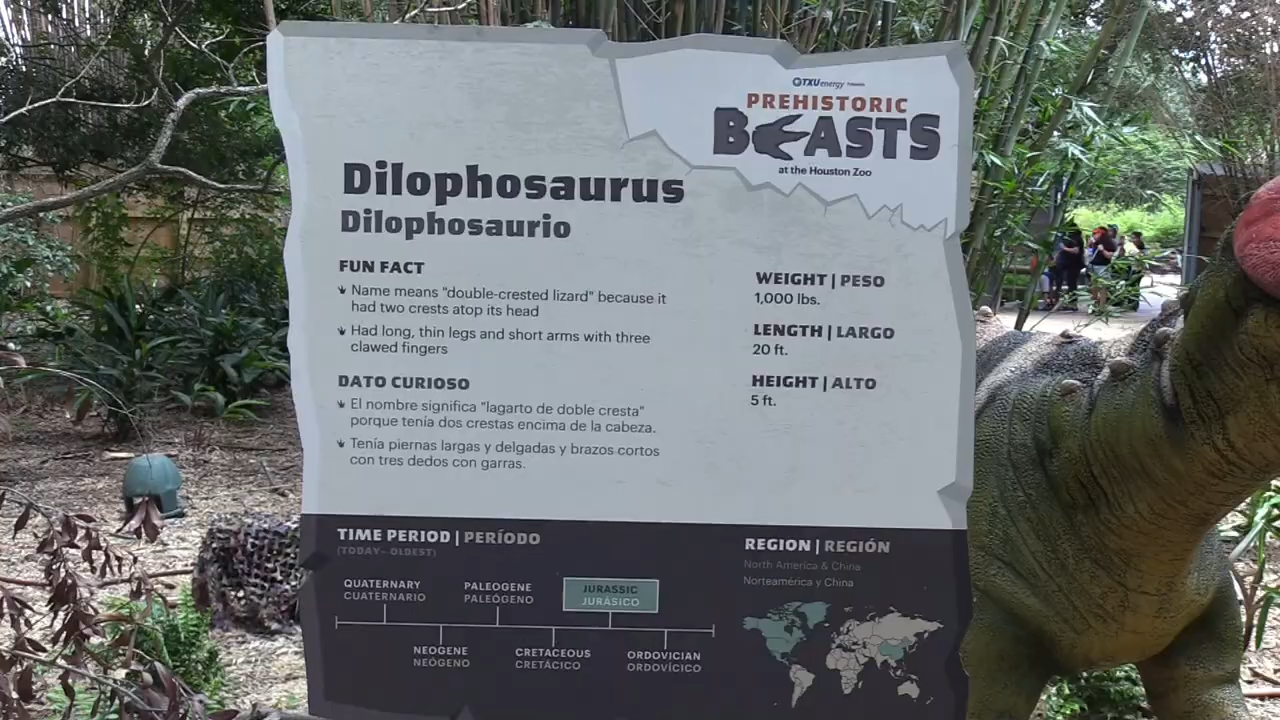 TXU energy PRESENTS
PREHISTORIC
BEASTS
at the Houston Zoo
Dilophosaurus
Dilophosaurio
FUN FACT
Name means "double-crested lizard" because it
had two crests atop its head
Had long, thin legs and short arms with three
clawed fingers
DATO CURIOSO
El nombre significa "lagarto de doble cresta"
porque tenía dos crestas encima de la cabeza.
Tenía piernas largas y delgadas y brazos cortos
con tres dedos con garras.
WEIGHT | PESO
1,000 lbs.
LENGTH | LARGO
20 ft.
HEIGHT | ALTO
5 ft.
TIME PERIOD | PERÍODO
(TODAY– OLDEST)
QUATERNARY
CUATERNARIO
PALEOGENE
PALEÓGENO
JURASSIC
JURÁSICO
NEOGENE
NEÓGENO
CRETACEOUS
CRETÁCICO
ORDOVICIAN
ORDOVÍCICO
REGION | REGIÓN
North America & China
Norteamérica y China